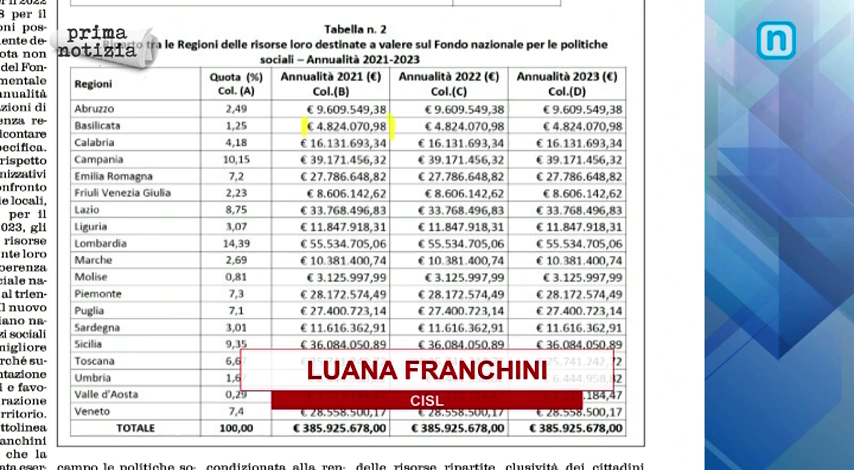 prima
notizia
n
Tabella n. 2
Riparto tra le Regioni delle risorse loro destinate a valere sul Fondo nazionale per le politiche
sociali – Annualità 2021-2023
Regioni Quota (%) Col. (A) Annualità 2021 (€) Col.(B) Annualità 2022 (€) Col.(C) Annualità 2023 (€) Col.(D)
Abruzzo 2,49 € 9.609.549,38 € 9.609.549,38 € 9.609.549,38
Basilicata 1,25 € 4.824.070,98 € 4.824.070,98 € 4.824.070,98
Calabria 4,18 € 16.131.693,34 € 16.131.693,34 € 16.131.693,34
Campania 10,15 € 39.171.456,32 € 39.171.456,32 € 39.171.456,32
Emilia Romagna 7,2 € 27.786.648,82 € 27.786.648,82 € 27.786.648,82
Friuli Venezia Giulia 2,23 € 8.606.142,62 € 8.606.142,62 € 8.606.142,62
Lazio 8,75 € 33.768.496,83 € 33.768.496,83 € 33.768.496,83
Liguria 3,07 € 11.847.918,31 € 11.847.918,31 € 11.847.918,31
Lombardia 14,39 € 55.534.705,06 € 55.534.705,06 € 55.534.705,06
Marche 2,69 € 10.381.400,74 € 10.381.400,74 € 10.381.400,74
Molise 0,81 € 3.125.997,99 € 3.125.997,99 € 3.125.997,99
Piemonte 7,3 € 28.172.574,49 € 28.172.574,49 € 28.172.574,49
Puglia 7,1 € 27.400.723,14 € 27.400.723,14 € 27.400.723,14
Sardegna 3,01 € 11.616.362,91 € 11.616.362,91 € 11.616.362,91
Sicilia 9,35 € 36.084.050,89 € 36.084.050,89 € 36.084.050,89
Toscana
Umbria
Valle d'Aosta 0,29
Veneto 7,4 € 28.558.500,17 € 28.558.500,17 € 28.558.500,17
TOTALE 100,00 € 385.925.678,00 € 385.925.678,00 € 385.925.678,00
LUANA FRANCHINI
CISL
campo le politiche so-
condizionata alla ren-
delle risorse ripartite
clusività dei cittadini